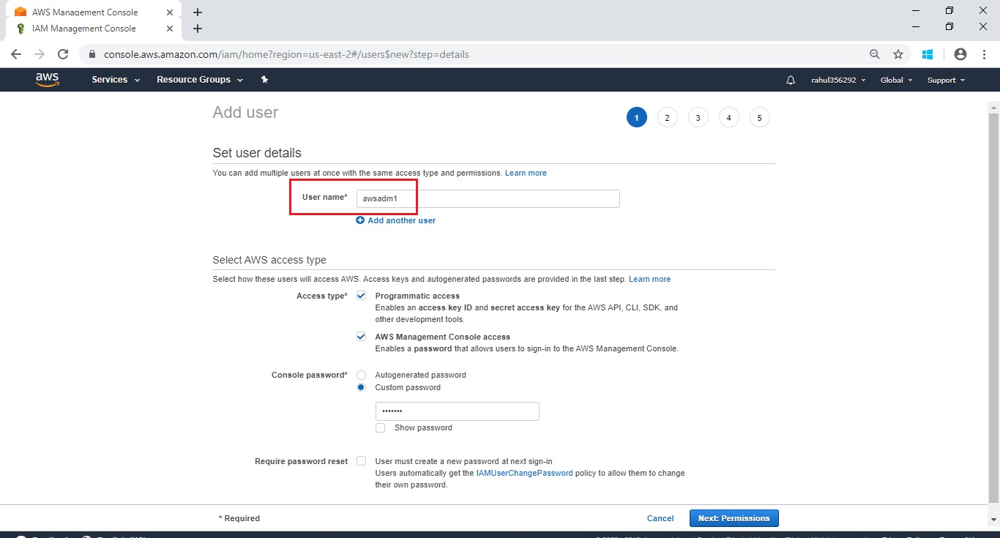 AWS Management Console
IAM Management Console
console.aws.amazon.com/iam/home?region=us-east-2#/users$new?step=details
aws Services Resource Groups rahul356292 Global Support
Add user 1 2 3 4 5
Set user details
You can add multiple users at once with the same access type and permissions. Learn more
User name* awsadm1
Add another user
Select AWS access type
Select how these users will access AWS. Access keys and autogenerated passwords are provided in the last step. Learn more
Access type* Programmatic access
Enables an access key ID and secret access key for the AWS API, CLI, SDK, and
other development tools.
AWS Management Console access
Enables a password that allows users to sign-in to the AWS Management Console.
Console password* Autogenerated password
Custom password
•••••••
Show password
Require password reset User must create a new password at next sign-in
Users automatically get the IAMUserChangePassword policy to allow them to change
their own password.
* Required Cancel Next: Permissions